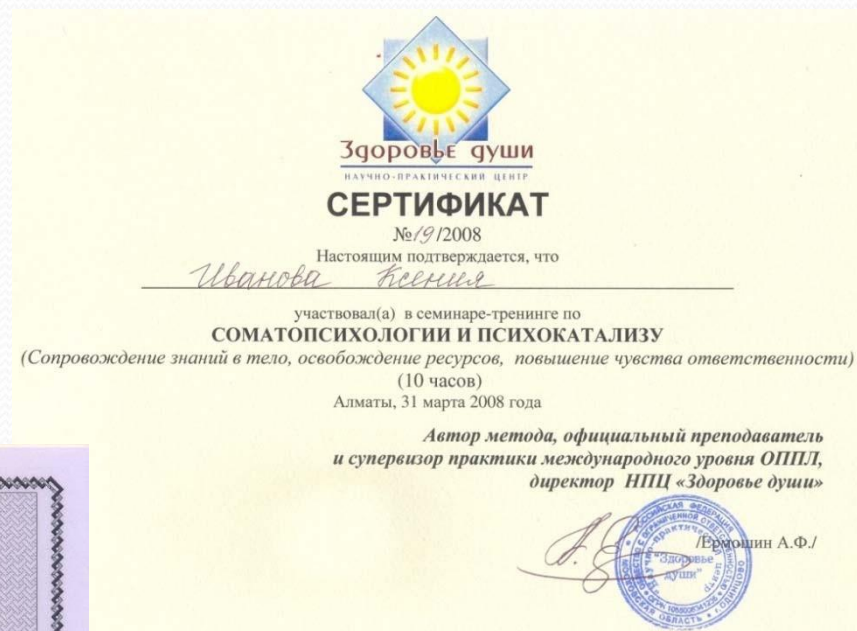 Здоровье души
НАУЧНО-ПРАКТИЧЕСКИЙ ЦЕНТР
СЕРТИФИКАТ
№19/2008
Настоящим подтверждается, что
Иванова Ксения
участвовал(а) в семинаре-тренинге по
СОМАТОПСИХОЛОГИИ И ПСИХОКАТАЛИЗУ
(Сопровождение знаний в тело, освобождение ресурсов, повышение чувства ответственности)
(10 часов)
Алматы, 31 марта 2008 года
Автор метода, официальный преподаватель
и супервизор практики международного уровня ОППЛ,
директор НПЦ «Здоровье души»
/Ермошин А.Ф./
"Здоровье
души"